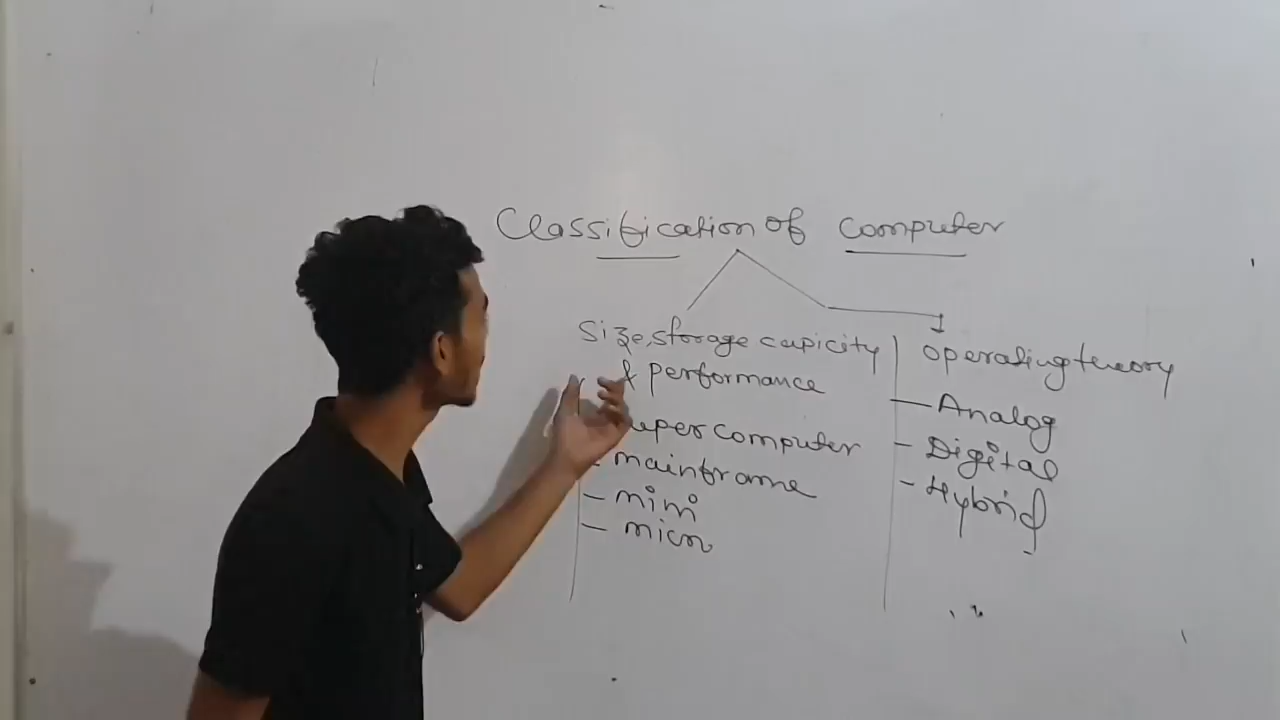 Classification of Computer
Size, storage capicity
& performance
uper computer
- mainframe
- mini
- micro
operating theory
- Analog
- Digital
- Hybrid